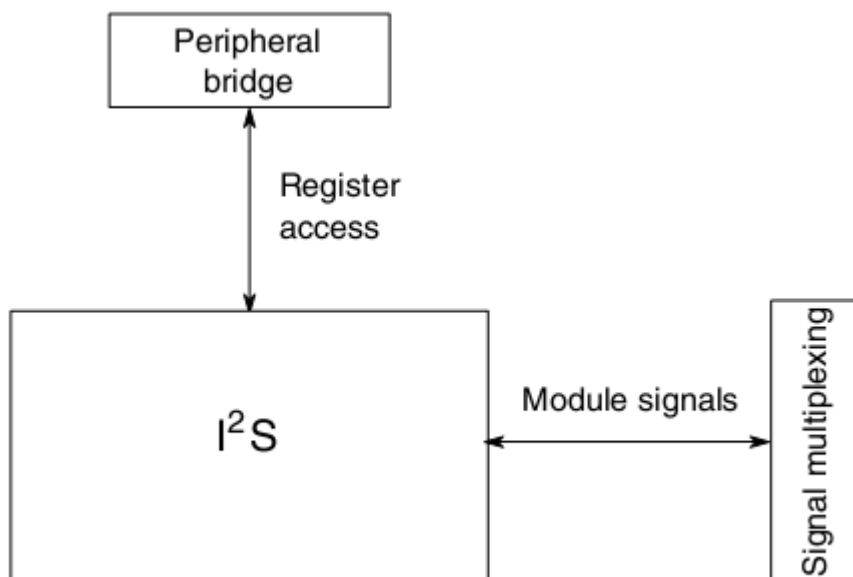 Peripheral
bridge
Register
access
I²S
Module signals
Signal multiplexing